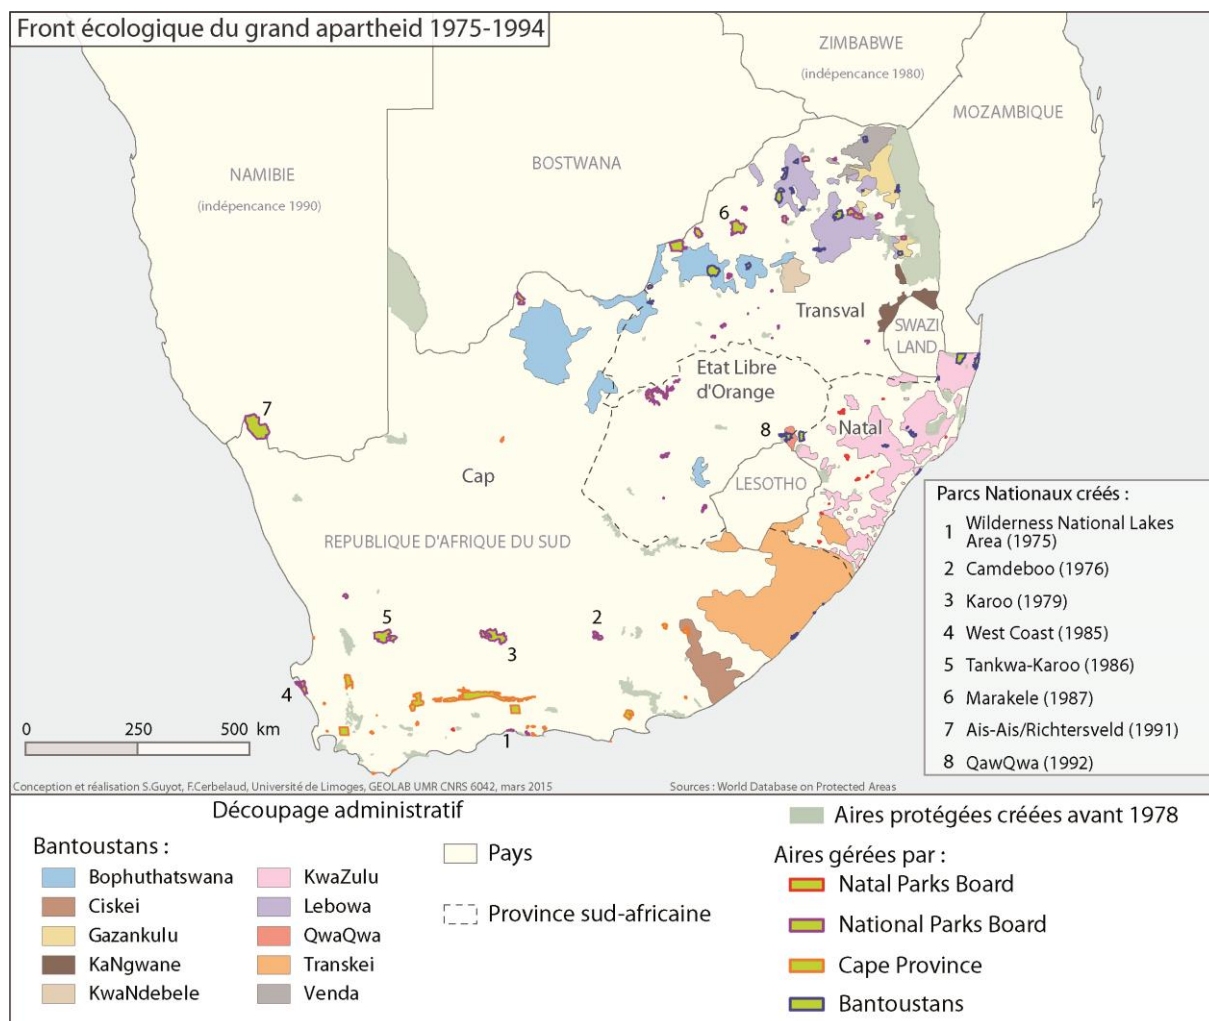 Front écologique du grand apartheid 1975-1994
ZIMBABWE
(indépencance 1980)
MOZAMBIQUE
BOSTWANA
NAMIBIE
(indépencance 1990)
6
Transval
SWAZI
LAND
Etat Libre
d'Orange
7
8
Natal
Cap
LESOTHO
REPUBLIQUE D'AFRIQUE DU SUD
5
3
2
4
1
0 250 500 km
Parcs Nationaux créés :
1 Wilderness National Lakes
Area (1975)
2 Camdeboo (1976)
3 Karoo (1979)
4 West Coast (1985)
5 Tankwa-Karoo (1986)
6 Marakele (1987)
7 Ais-Ais/Richtersveld (1991)
8 QawQwa (1992)
Conception et réalisation S.Guyot, F.Cerbelaud, Université de Limoges, GEOLAB UMR CNRS 6042, mars 2015
Sources : World Database on Protected Areas
Découpage administratif
Bantoustans :
Bophuthatswana
Ciskei
Gazankulu
KaNgwane
KwaNdebele
KwaZulu
Lebowa
QwaQwa
Transkei
Venda
Pays
Province sud-africaine
Aires protégées créées avant 1978
Aires gérées par :
Natal Parks Board
National Parks Board
Cape Province
Bantoustans